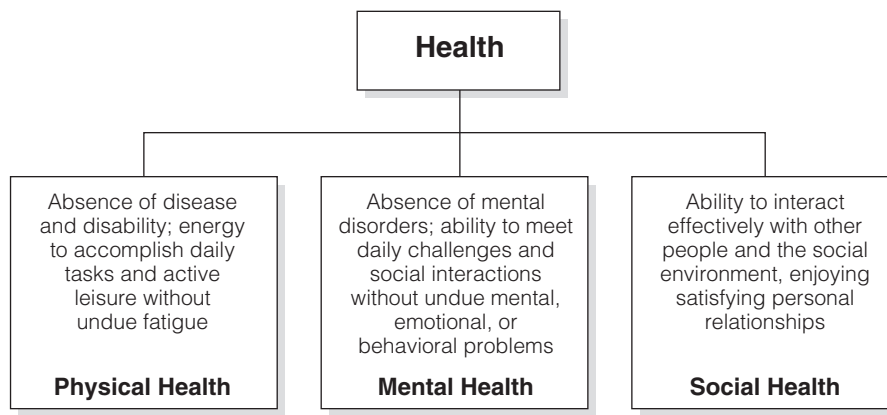 Health
Absence of disease
and disability; energy
to accomplish daily
tasks and active
leisure without
undue fatigue
Physical Health
Absence of mental
disorders; ability to meet
daily challenges and
social interactions
without undue mental,
emotional, or
behavioral problems
Mental Health
Ability to interact
effectively with other
people and the social
environment, enjoying
satisfying personal
relationships
Social Health